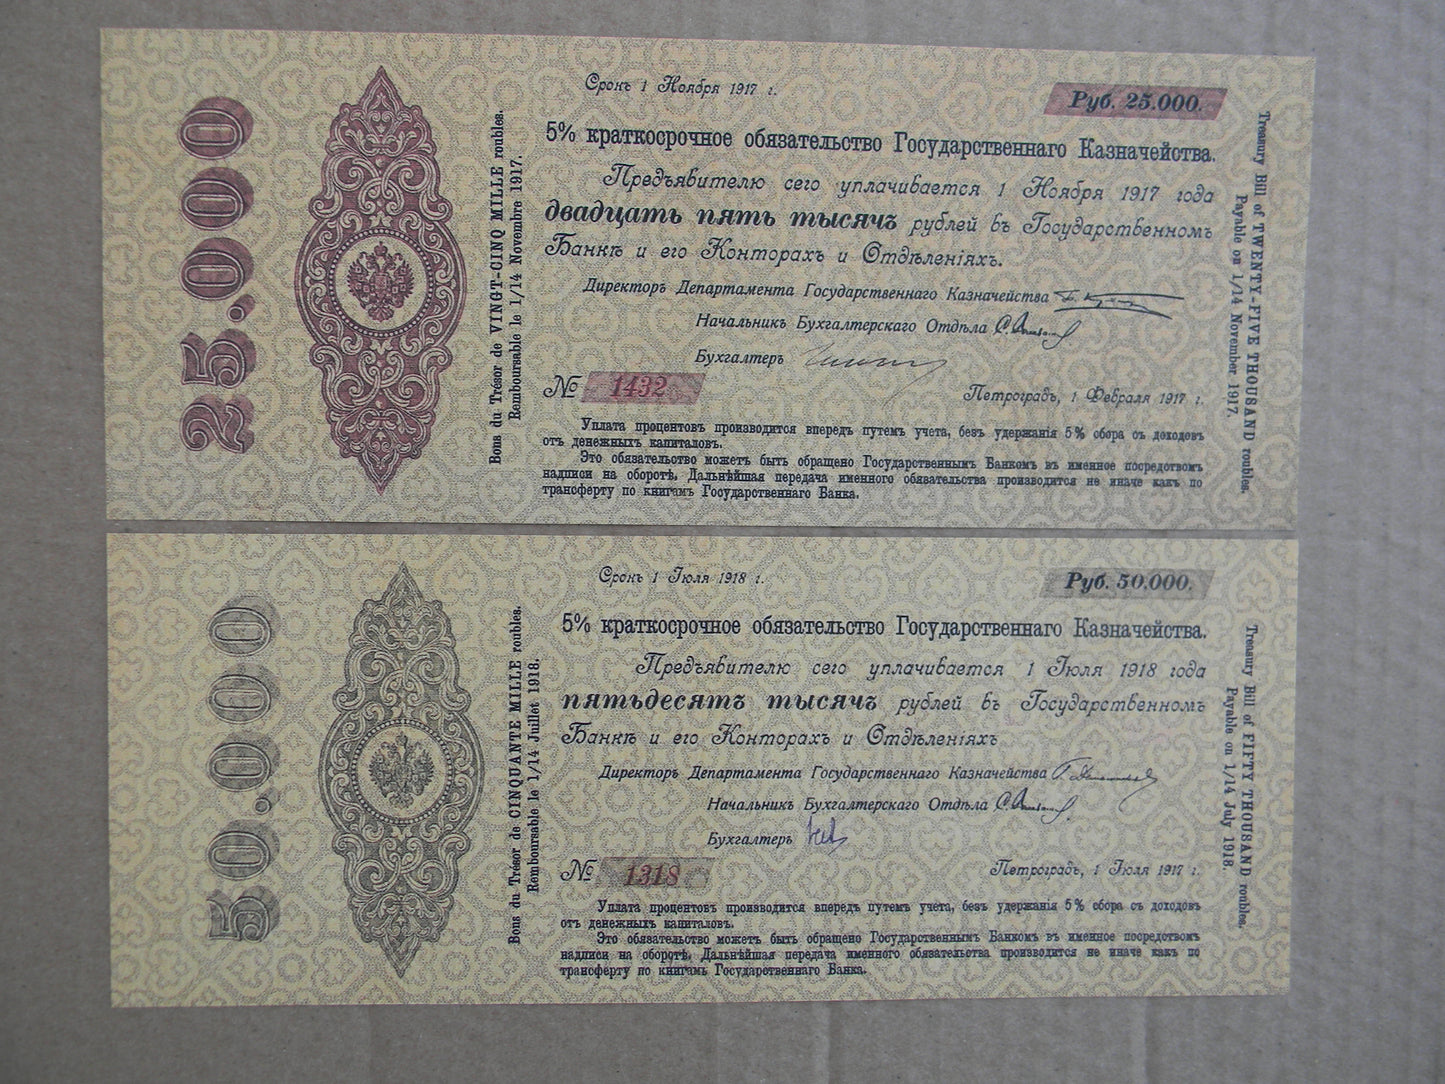 25.000
Bons du Trésor de VINGT-CINQ MILLE roubles.
Remboursable le 1/14 Novembre 1917.
Срокъ 1 Ноября 1917 г.
Руб. 25.000.
5% краткосрочное обязательство Государственнаго Казначейства.
Предъявителю сего уплачивается 1 Ноября 1917 года
двадцать пять тысячъ рублей въ Государственномъ
Банкѣ и его Конторахъ и Отдѣленіяхъ.
Директоръ Департамента Государственнаго Казначейства
Начальникъ Бухгалтерскаго Отдѣла
Бухгалтеръ
№ 1432
Петроградъ, 1 Февраля 1917 г.
Уплата процентовъ производится впередъ путемъ учета, безъ удержанія 5% сбора съ доходовъ
отъ денежныхъ капиталовъ.
Это обязательство можетъ быть обращено Государственнымъ Банкомъ въ именное посредствомъ
надписи на оборотѣ. Дальнѣйшая передача именного обязательства производится не иначе какъ по
трансферту по книгамъ Государственнаго Банка.
Treasury Bill of TWENTY-FIVE THOUSAND roubles.
Payable on 1/14 November 1917.
50.000
Bons du Trésor de CINQUANTE MILLE roubles.
Remboursable le 1/14 Juillet 1918.
Срокъ 1 Іюля 1918 г.
Руб. 50.000.
5% краткосрочное обязательство Государственнаго Казначейства.
Предъявителю сего уплачивается 1 Іюля 1918 года
пятьдесятъ тысячъ рублей въ Государственномъ
Банкѣ и его Конторахъ и Отдѣленіяхъ
Директоръ Департамента Государственнаго Казначейства
Начальникъ Бухгалтерскаго Отдѣла
Бухгалтеръ
№ 1318
Петроградъ, 1 Іюля 1917 г.
Уплата процентовъ производится впередъ путемъ учета, безъ удержанія 5% сбора съ доходовъ
отъ денежныхъ капиталовъ.
Это обязательство можетъ быть обращено Государственнымъ Банкомъ въ именное посредствомъ
надписи на оборотѣ. Дальнѣйшая передача именного обязательства производится не иначе какъ по
трансферту по книгамъ Государственнаго Банка.
Treasury Bill of FIFTY THOUSAND roubles.
Payable on 1/14 July 1918.